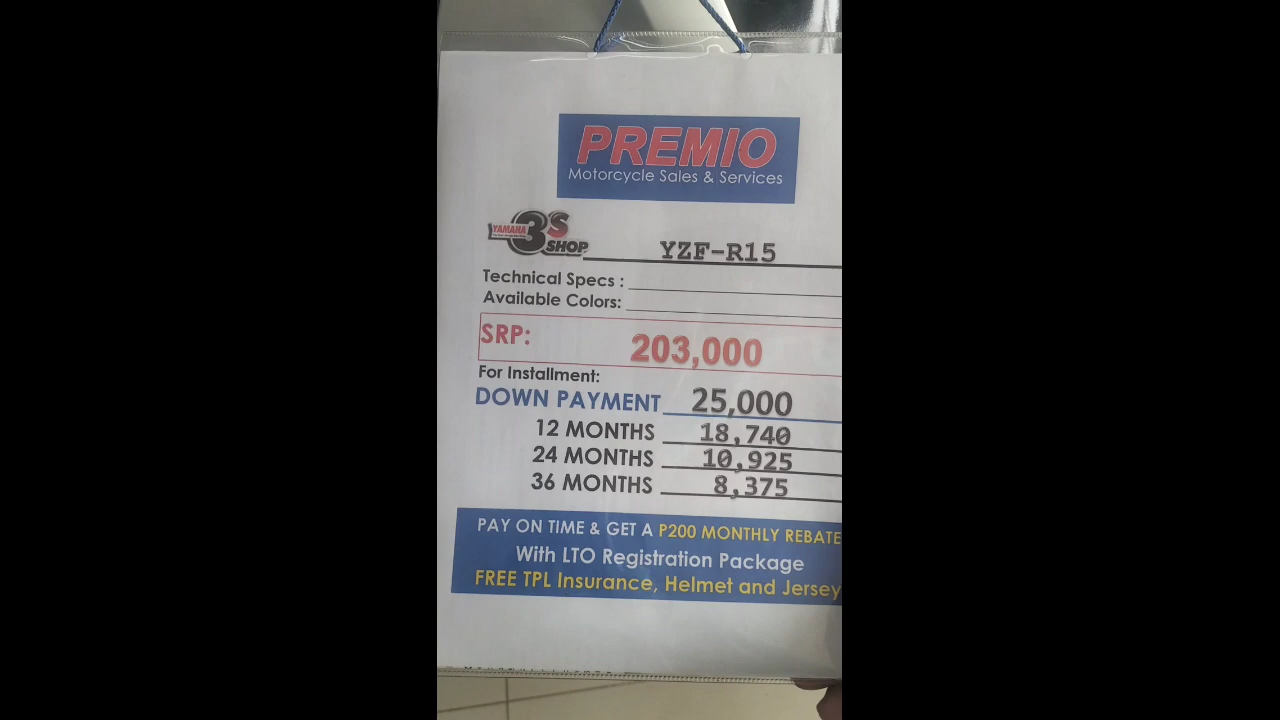 PREMIO
Motorcycle Sales & Services
YAMAHA 3S SHOP
YZF-R15
Technical Specs :
Available Colors:
SRP: 203,000
For Installment:
DOWN PAYMENT 25,000
12 MONTHS 18,740
24 MONTHS 10,925
36 MONTHS 8,375
PAY ON TIME & GET A P200 MONTHLY REBATE
With LTO Registration Package
FREE TPL Insurance, Helmet and Jersey